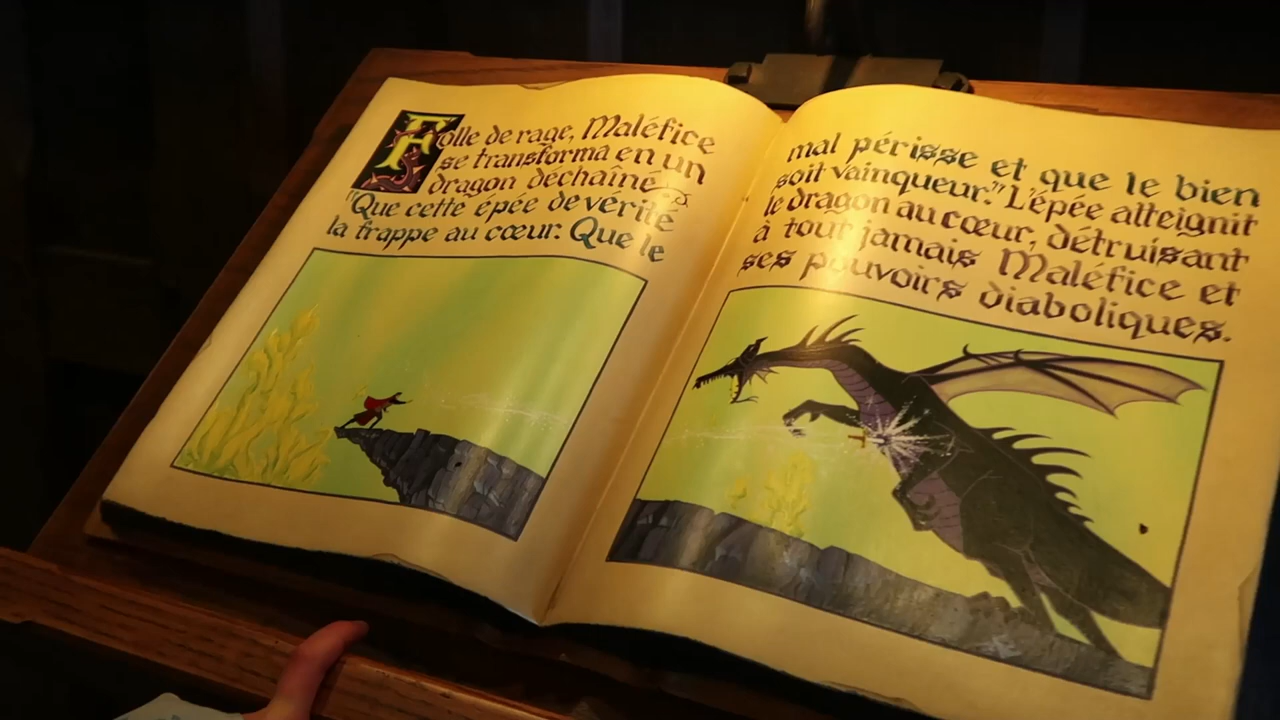 Folle de rage, Maléfice
se transforma en un
dragon déchaîné
"Que cette épée de vérité
la frappe au cœur. Que le
mal périsse et que le bien
soit vainqueur." L'épée atteignit
le dragon au cœur, détruisant
à tout jamais Maléfice et
ses pouvoirs diaboliques.